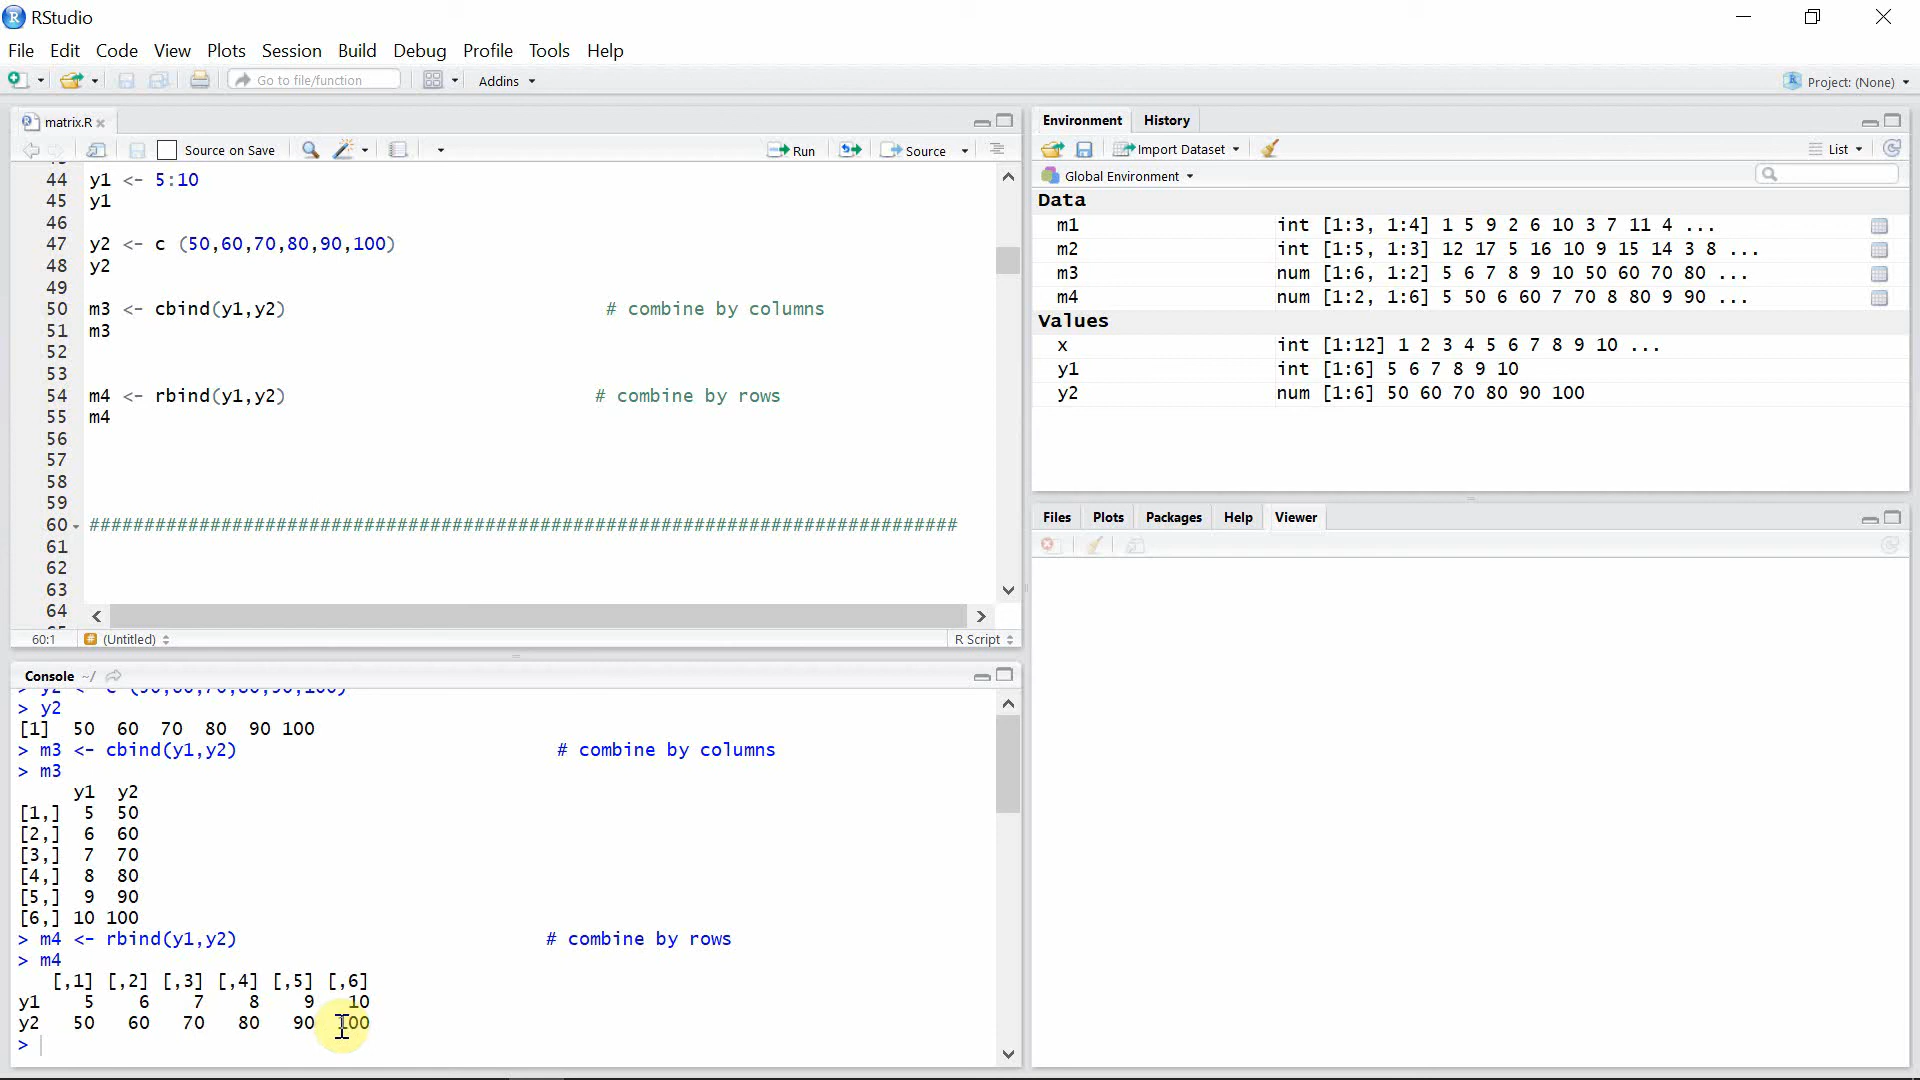 RStudio
File Edit Code View Plots Session Build Debug Profile Tools Help
Go to file/function Addins Project: (None)
matrix.R
Source on Save Run Source
44 y1 <- 5:10
45 y1
46
47 y2 <- c (50,60,70,80,90,100)
48 y2
49
50 m3 <- cbind(y1,y2) # combine by columns
51 m3
52
53
54 m4 <- rbind(y1,y2) # combine by rows
55 m4
56
57
58
59
60 ###############################################################################
61
62
63
64
60:1 # (Untitled) R Script
Console ~/
> y2 <- c (50,60,70,80,90,100)
> y2
[1] 50 60 70 80 90 100
> m3 <- cbind(y1,y2) # combine by columns
> m3
y1 y2
[1,] 5 50
[2,] 6 60
[3,] 7 70
[4,] 8 80
[5,] 9 90
[6,] 10 100
> m4 <- rbind(y1,y2) # combine by rows
> m4
[,1] [,2] [,3] [,4] [,5] [,6]
y1 5 6 7 8 9 10
y2 50 60 70 80 90 100
>
Environment History
Import Dataset List
Global Environment
Data
m1 int [1:3, 1:4] 1 5 9 2 6 10 3 7 11 4 ...
m2 int [1:5, 1:3] 12 17 5 16 10 9 15 14 3 8 ...
m3 num [1:6, 1:2] 5 6 7 8 9 10 50 60 70 80 ...
m4 num [1:2, 1:6] 5 50 6 60 7 70 8 80 9 90 ...
Values
x int [1:12] 1 2 3 4 5 6 7 8 9 10 ...
y1 int [1:6] 5 6 7 8 9 10
y2 num [1:6] 50 60 70 80 90 100
Files Plots Packages Help Viewer